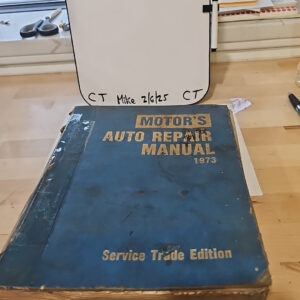 CT Mike 2/6/25 CT
MOTOR'S
AUTO REPAIR
MANUAL
1973
Service Trade Edition